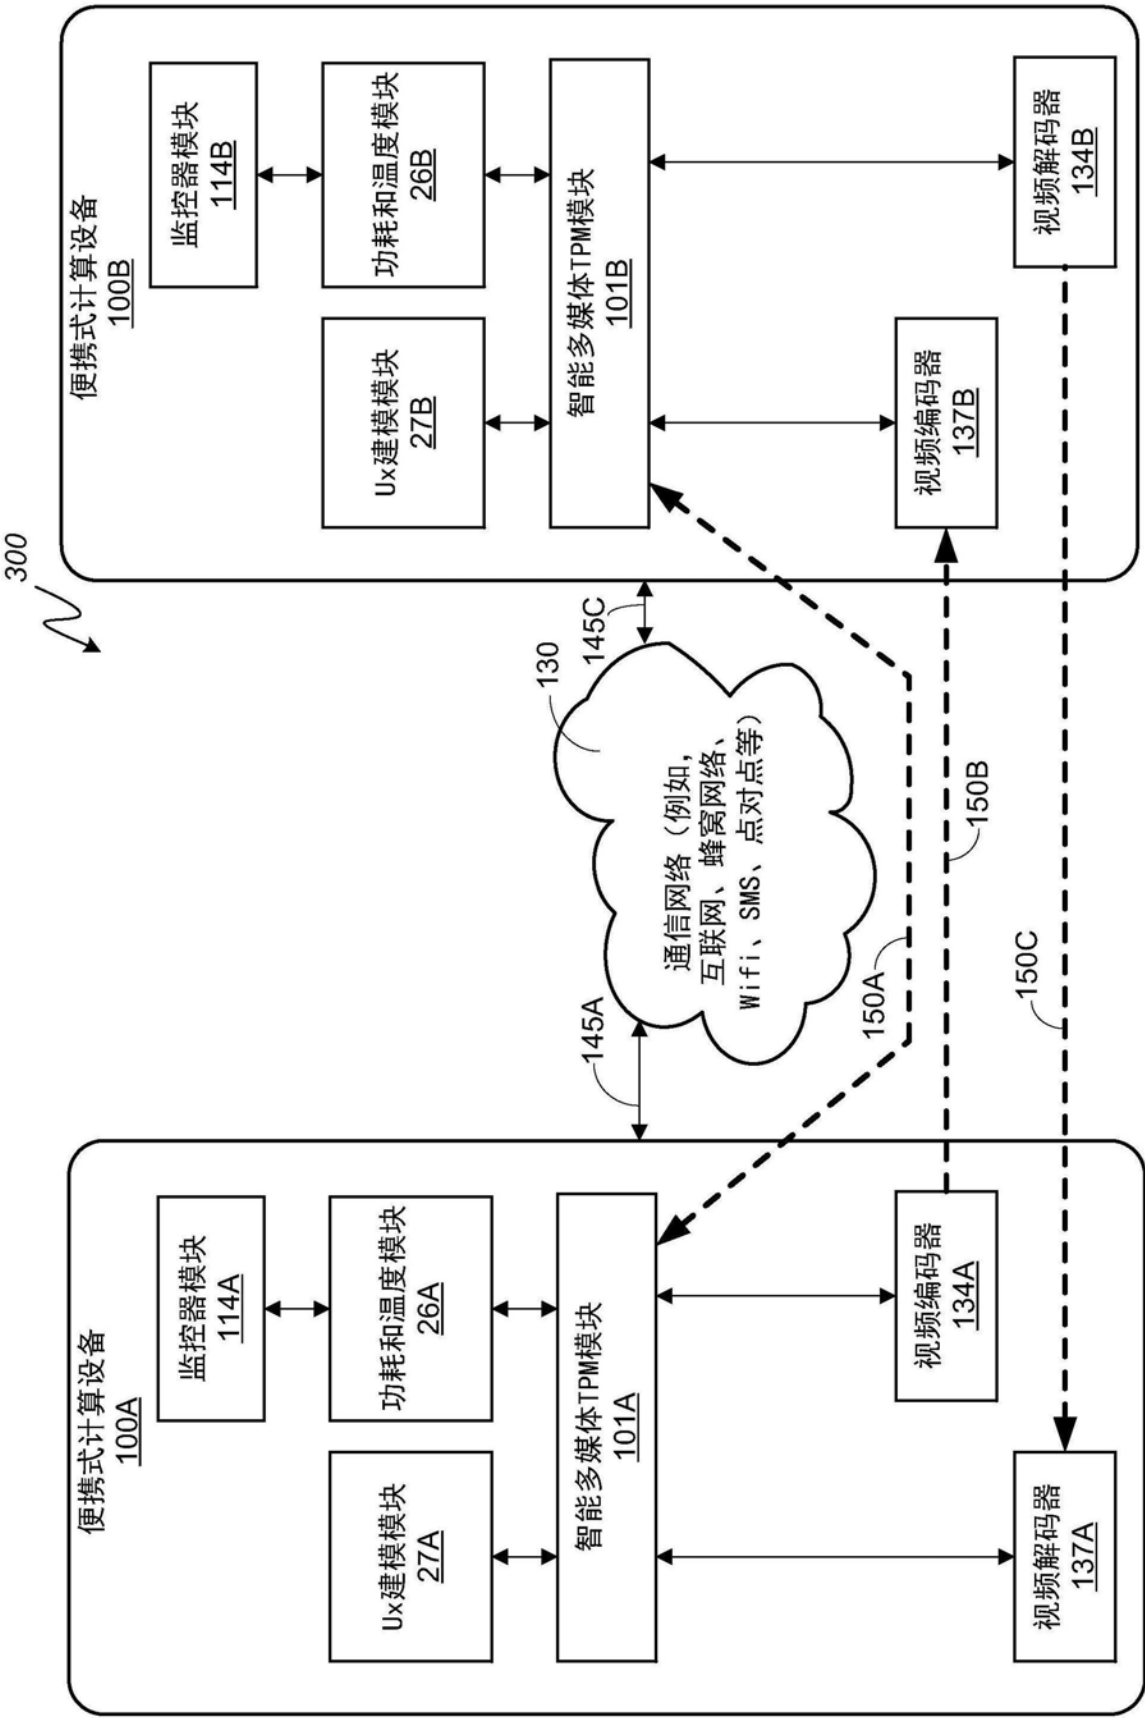 300
便携式计算设备
100A
监控器模块
114A
Ux建模模块
27A
功耗和温度模块
26A
智能多媒体TPM模块
101A
视频编码器
134A
视频解码器
137A
145A
130
通信网络（例如，
互联网、蜂窝网络、
Wifi、SMS、点对点等）
145C
150A
150B
150C
便携式计算设备
100B
监控器模块
114B
Ux建模模块
27B
功耗和温度模块
26B
智能多媒体TPM模块
101B
视频编码器
137B
视频解码器
134B